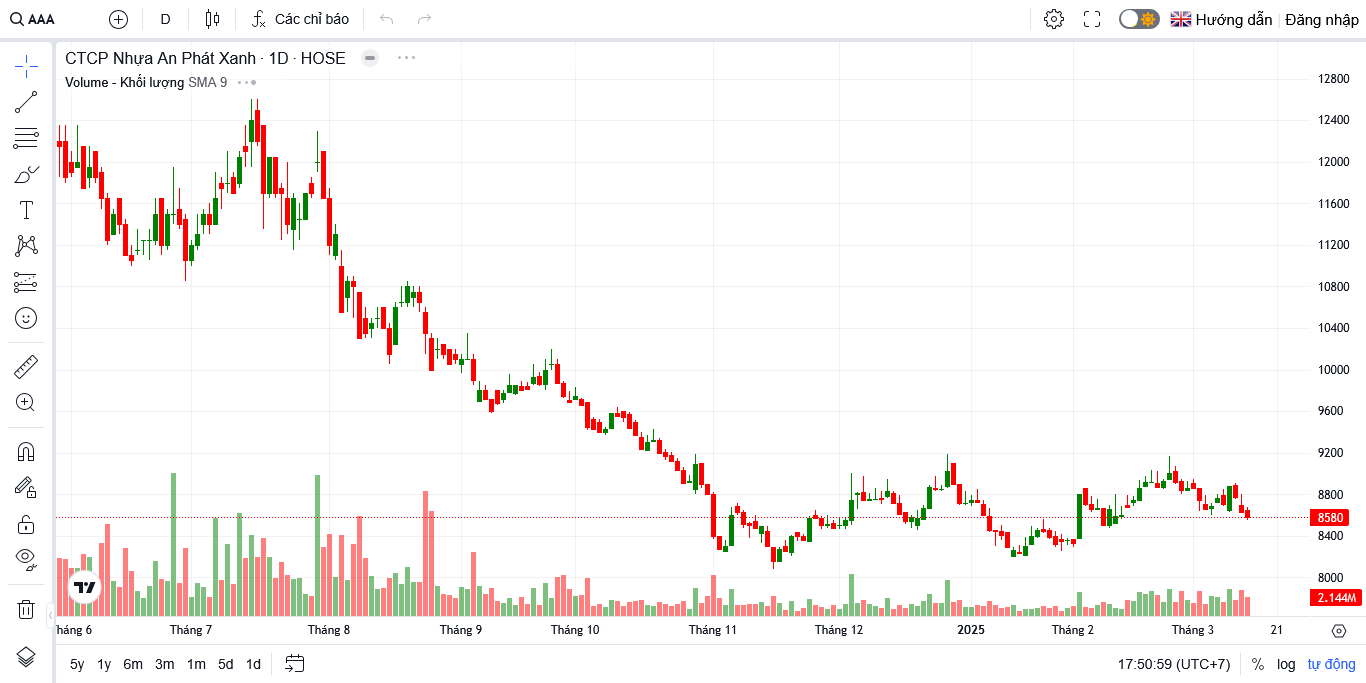 AAA
D
Các chỉ báo
Hướng dẫn
Đăng nhập
CTCP Nhựa An Phát Xanh · 1D · HOSE
Volume - Khối lượng SMA 9
12800
12400
12000
11600
11200
10800
10400
10000
9600
9200
8800
8580
8400
8000
2.144M
háng 6
Tháng 7
Tháng 8
Tháng 9
Tháng 10
Tháng 11
Tháng 12
2025
Tháng 2
Tháng 3
21
5y 1y 6m 3m 1m 5d 1d
17:50:59 (UTC+7)
% log tự động